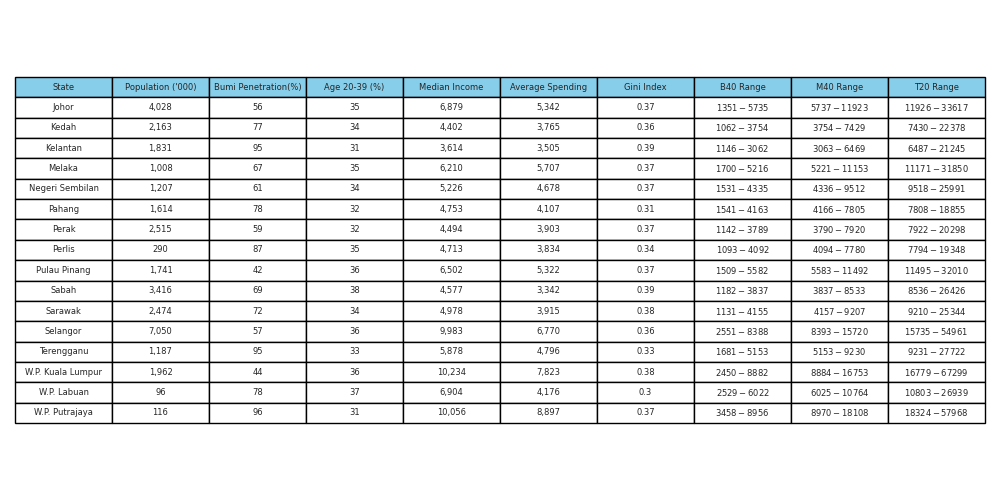 State Population ('000) Bumi Penetration(%) Age 20-39 (%) Median Income Average Spending Gini Index B40 Range M40 Range T20 Range
Johor 4,028 56 35 6,879 5,342 0.37 1351 − 5735 5737 − 11923 11926 − 33617
Kedah 2,163 77 34 4,402 3,765 0.36 1062 − 3754 3754 − 7429 7430 − 22378
Kelantan 1,831 95 31 3,614 3,505 0.39 1146 − 3062 3063 − 6469 6487 − 21245
Melaka 1,008 67 35 6,210 5,707 0.37 1700 − 5216 5221 − 11153 11171 − 31850
Negeri Sembilan 1,207 61 34 5,226 4,678 0.37 1531 − 4335 4336 − 9512 9518 − 25991
Pahang 1,614 78 32 4,753 4,107 0.31 1541 − 4163 4166 − 7805 7808 − 18855
Perak 2,515 59 32 4,494 3,903 0.37 1142 − 3789 3790 − 7920 7922 − 20298
Perlis 290 87 35 4,713 3,834 0.34 1093 − 4092 4094 − 7780 7794 − 19348
Pulau Pinang 1,741 42 36 6,502 5,322 0.37 1509 − 5582 5583 − 11492 11495 − 32010
Sabah 3,416 69 38 4,577 3,342 0.39 1182 − 3837 3837 − 8533 8536 − 26426
Sarawak 2,474 72 34 4,978 3,915 0.38 1131 − 4155 4157 − 9207 9210 − 25344
Selangor 7,050 57 36 9,983 6,770 0.36 2551 − 8388 8393 − 15720 15735 − 54961
Terengganu 1,187 95 33 5,878 4,796 0.33 1681 − 5153 5153 − 9230 9231 − 27722
W.P. Kuala Lumpur 1,962 44 36 10,234 7,823 0.38 2450 − 8882 8884 − 16753 16779 − 67299
W.P. Labuan 96 78 37 6,904 4,176 0.3 2529 − 6022 6025 − 10764 10803 − 26939
W.P. Putrajaya 116 96 31 10,056 8,897 0.37 3458 − 8956 8970 − 18108 18324 − 57968